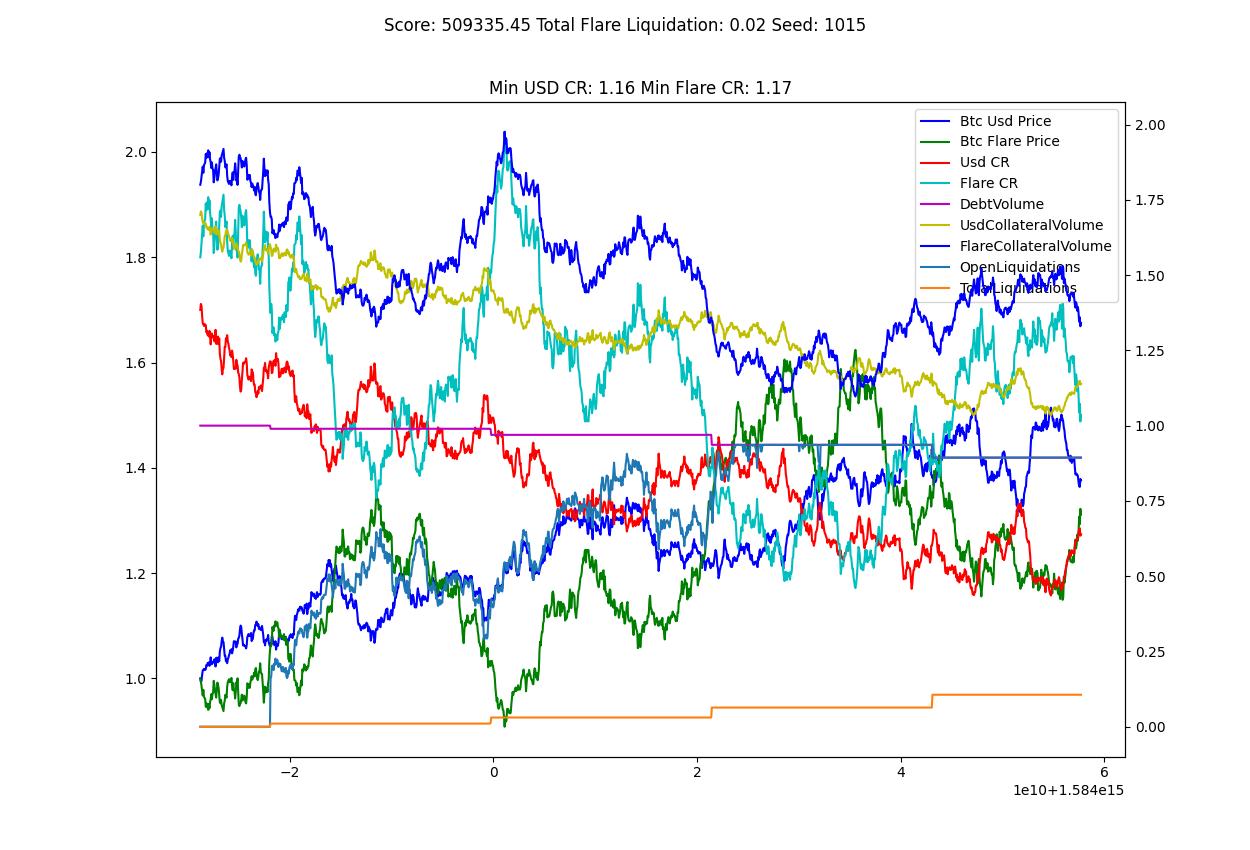 Score: 509335.45 Total Flare Liquidation: 0.02 Seed: 1015
Min USD CR: 1.16 Min Flare CR: 1.17
Btc Usd Price
Btc Flare Price
Usd CR
Flare CR
DebtVolume
UsdCollateralVolume
FlareCollateralVolume
OpenLiquidations
TotalLiquidations
2.0
1.8
1.6
1.4
1.2
1.0
2.00
1.75
1.50
1.25
1.00
0.75
0.50
0.25
0.00
−2
0
2
4
6
1e10+1.584e15